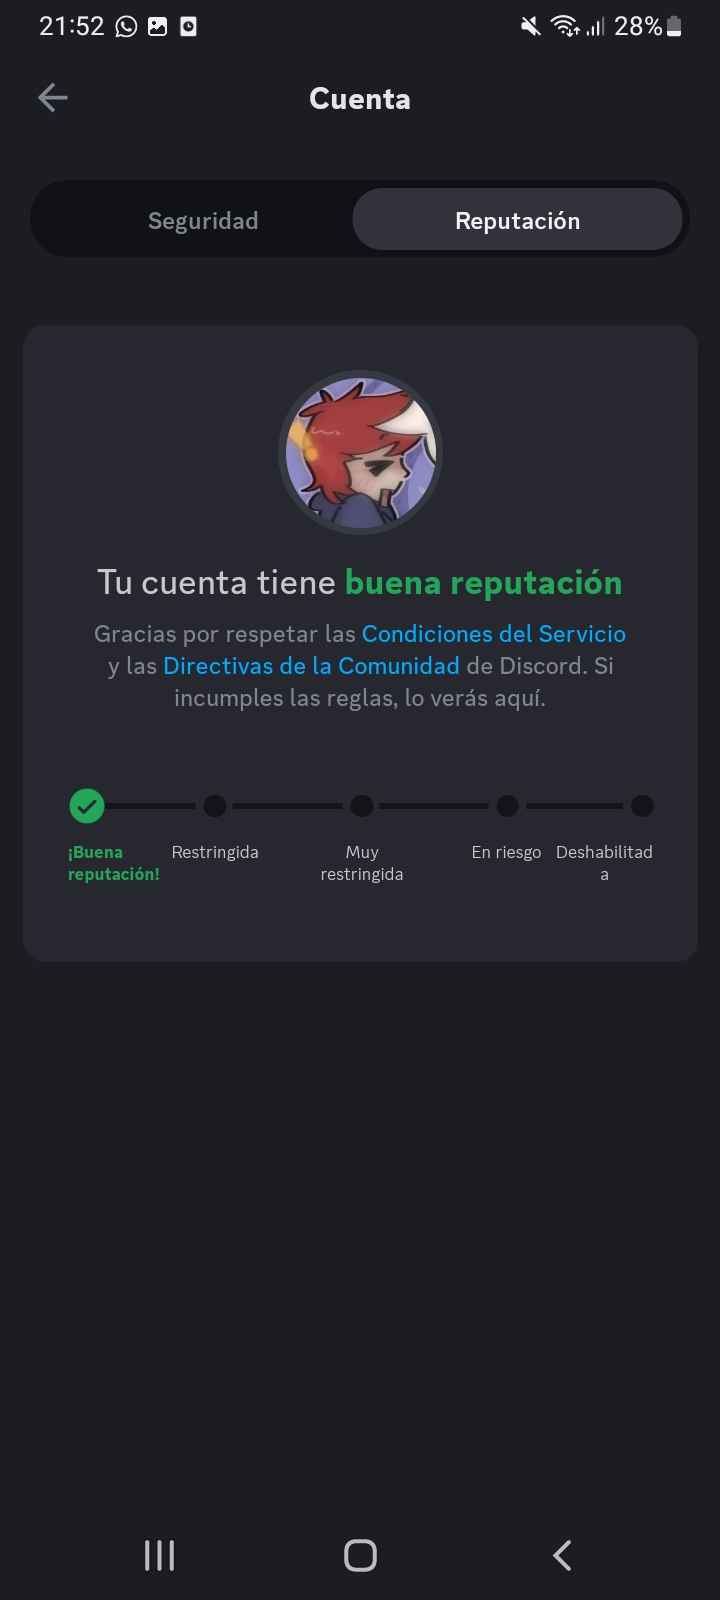 21:52
28%
Cuenta
Seguridad
Reputación
Tu cuenta tiene buena reputación
Gracias por respetar las Condiciones del Servicio
y las Directivas de la Comunidad de Discord. Si
incumples las reglas, lo verás aquí.
¡Buena
reputación!
Restringida
Muy
restringida
En riesgo
Deshabilitad
a